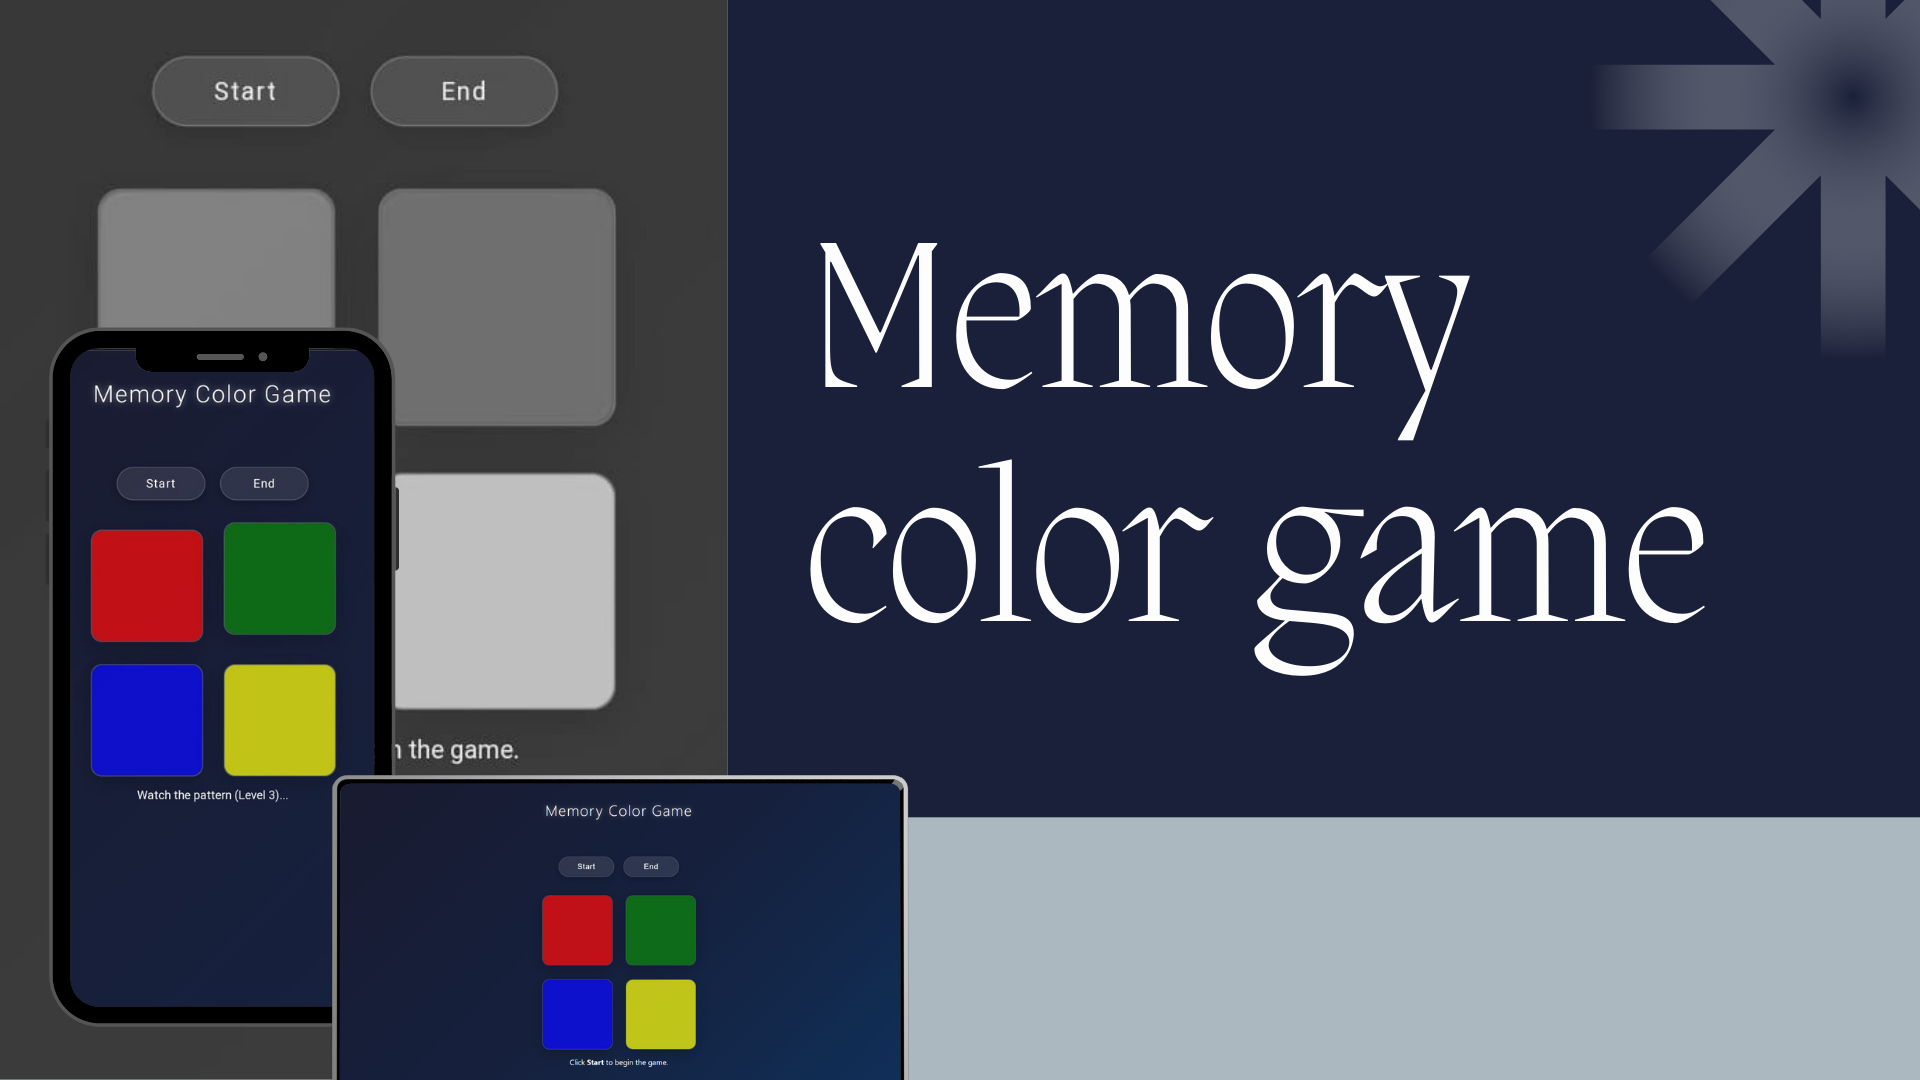 Start
End
n the game.
Memory Color Game
Start
End
Watch the pattern (Level 3)...
Memory Color Game
Start
End
Click Start to begin the game.
Memory
color game